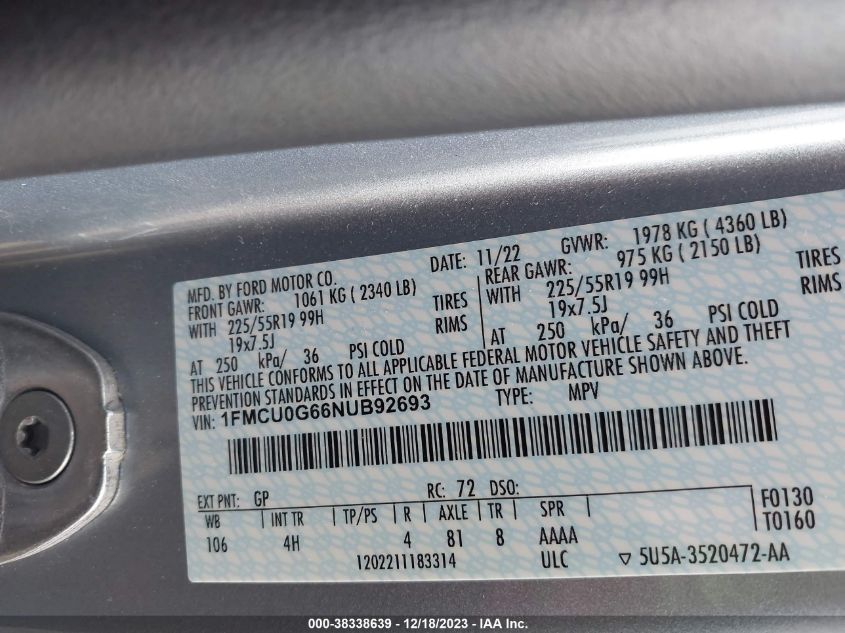 MFD. BY FORD MOTOR CO.
DATE: 11/22 GVWR: 1978 KG ( 4360 LB)
FRONT GAWR: 1061 KG ( 2340 LB)
REAR GAWR: 975 KG ( 2150 LB)
WITH 225/55R19 99H TIRES
WITH 225/55R19 99H TIRES
19x7.5J RIMS
19x7.5J RIMS
AT 250 kPa/ 36 PSI COLD
AT 250 kPa/ 36 PSI COLD
THIS VEHICLE CONFORMS TO ALL APPLICABLE FEDERAL MOTOR VEHICLE SAFETY AND THEFT
PREVENTION STANDARDS IN EFFECT ON THE DATE OF MANUFACTURE SHOWN ABOVE.
VIN: 1FMCU0G66NUB92693 TYPE: MPV
EXT PNT: GP RC: 72 DSO:
WB INT TR TP/PS R AXLE TR SPR F0130
106 4H 4 81 8 AAAA T0160
1202211183314 ULC 5U5A-3520472-AA
000-38338639 - 12/18/2023 - IAA Inc.